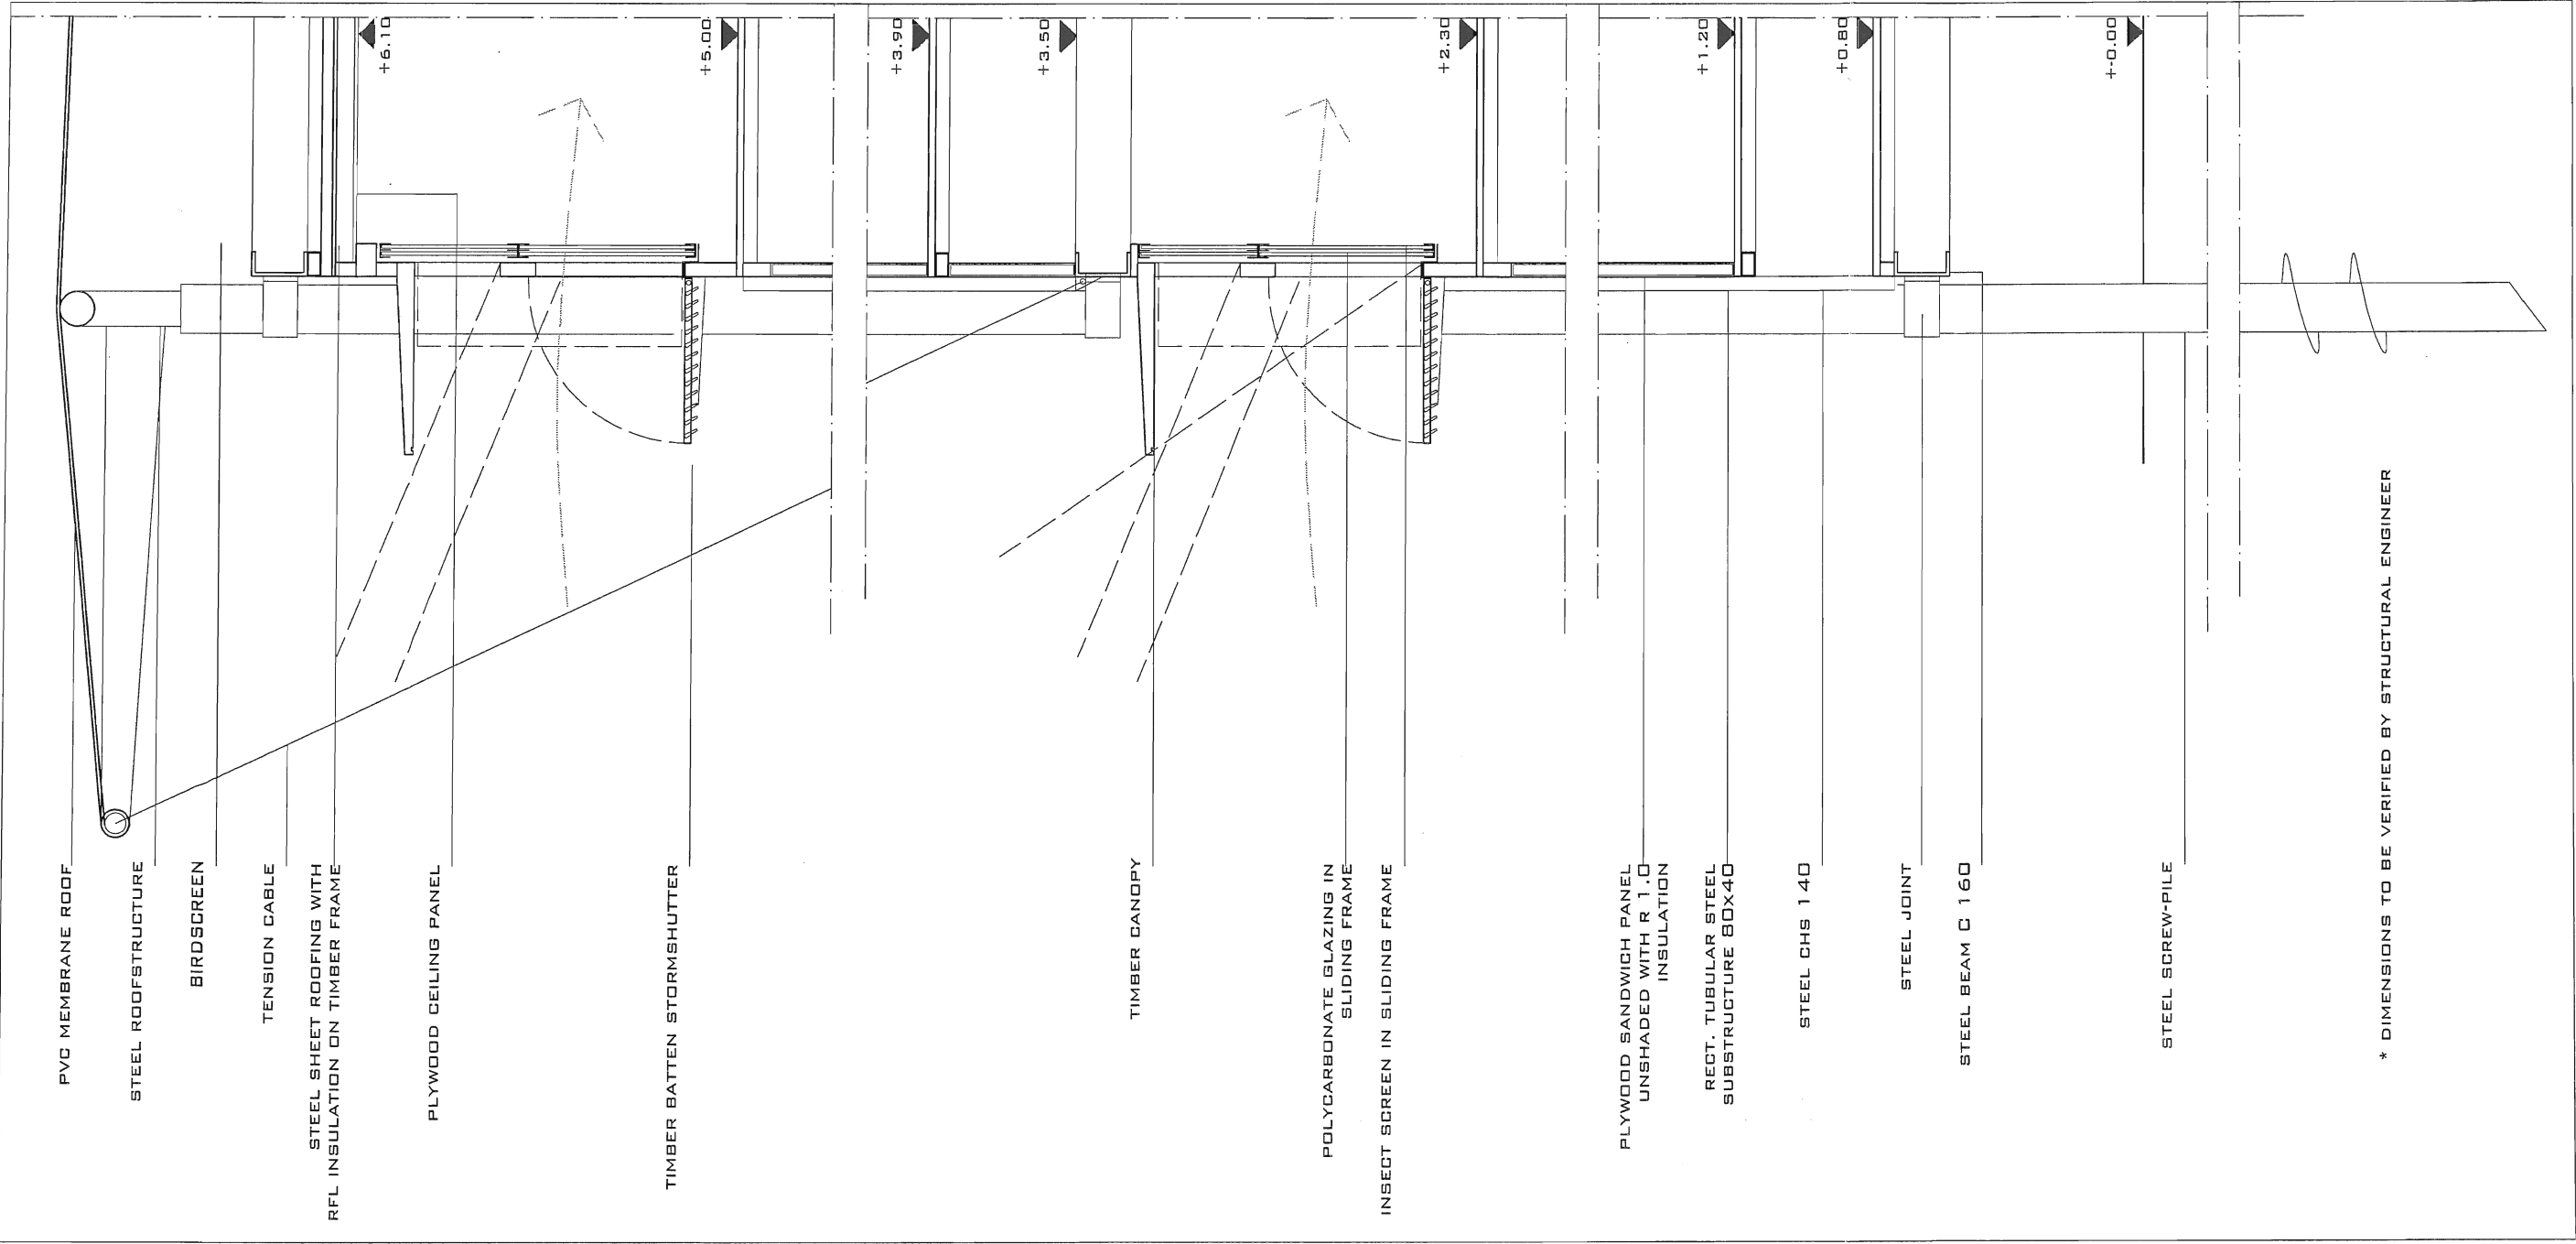 PVC MEMBRANE ROOF
STEEL ROOFSTRUCTURE
BIRDSCREEN
TENSION CABLE
STEEL SHEET ROOFING WITH
RFL INSULATION ON TIMBER FRAME
PLYWOOD CEILING PANEL
TIMBER BATTEN STORMSHUTTER
TIMBER CANOPY
POLYCARBONATE GLAZING IN
SLIDING FRAME
INSECT SCREEN IN SLIDING FRAME
PLYWOOD SANDWICH PANEL
UNSHADED WITH R 1.0
INSULATION
RECT. TUBULAR STEEL
SUBSTRUCTURE 80X40
STEEL CHS 140
STEEL JOINT
STEEL BEAM C 160
STEEL SCREW-PILE
* DIMENSIONS TO BE VERIFIED BY STRUCTURAL ENGINEER
+6.10
+5.00
+3.90
+3.50
+2.30
+1.20
+0.80
+-0.00